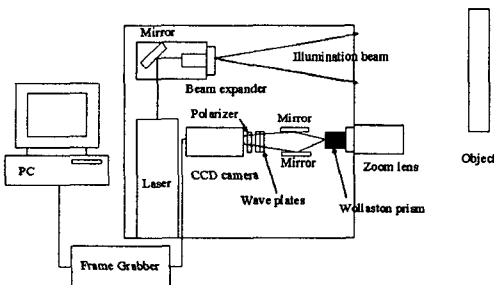 Mirror
Illumination beam
Beam expander
Polarizer
Mirror
PC
Laser
CCD camera
Mirror
Zoom lens
Object
Wave plates
Wollaston prism
Frame Grabber